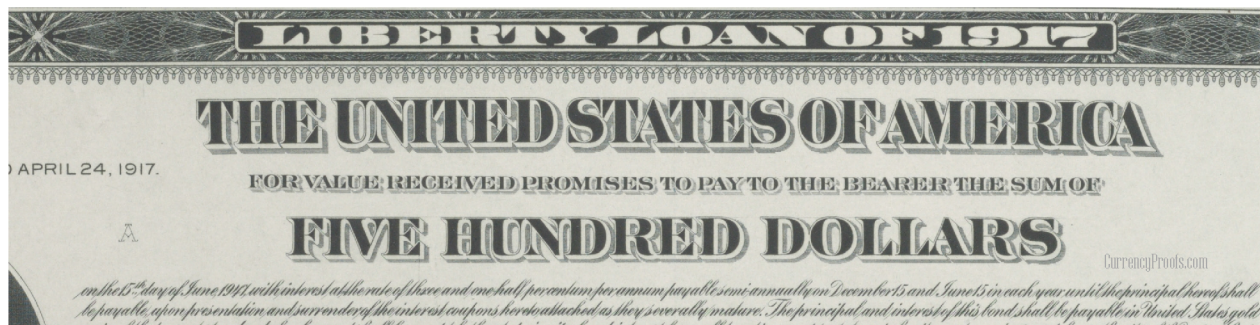 LIBERTY LOAN OF 1917
THE UNITED STATES OF AMERICA
APRIL 24, 1917.
FOR VALUE RECEIVED PROMISES TO PAY TO THE BEARER THE SUM OF
FIVE HUNDRED DOLLARS
A
CurrencyProofs.com
on the 15th day of June, 1947, with interest at the rate of three and one half per centum per annum payable semi-annually on December 15 and June 15 in each year until the principal hereof shall
be payable, upon presentation and surrender of the interest coupons hereto attached as they severally mature. The principal and interest of this bond shall be payable in United States gold